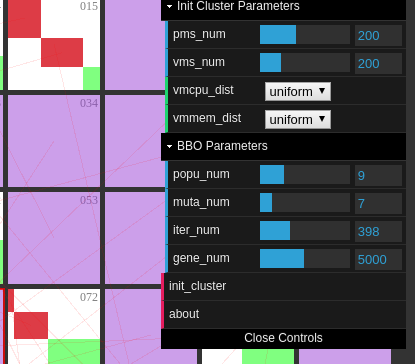 015
034
053
072
Init Cluster Parameters
pms_num 200
vms_num 200
vmcpu_dist uniform
vmmem_dist uniform
BBO Parameters
popu_num 9
muta_num 7
iter_num 398
gene_num 5000
init_cluster
about
Close Controls